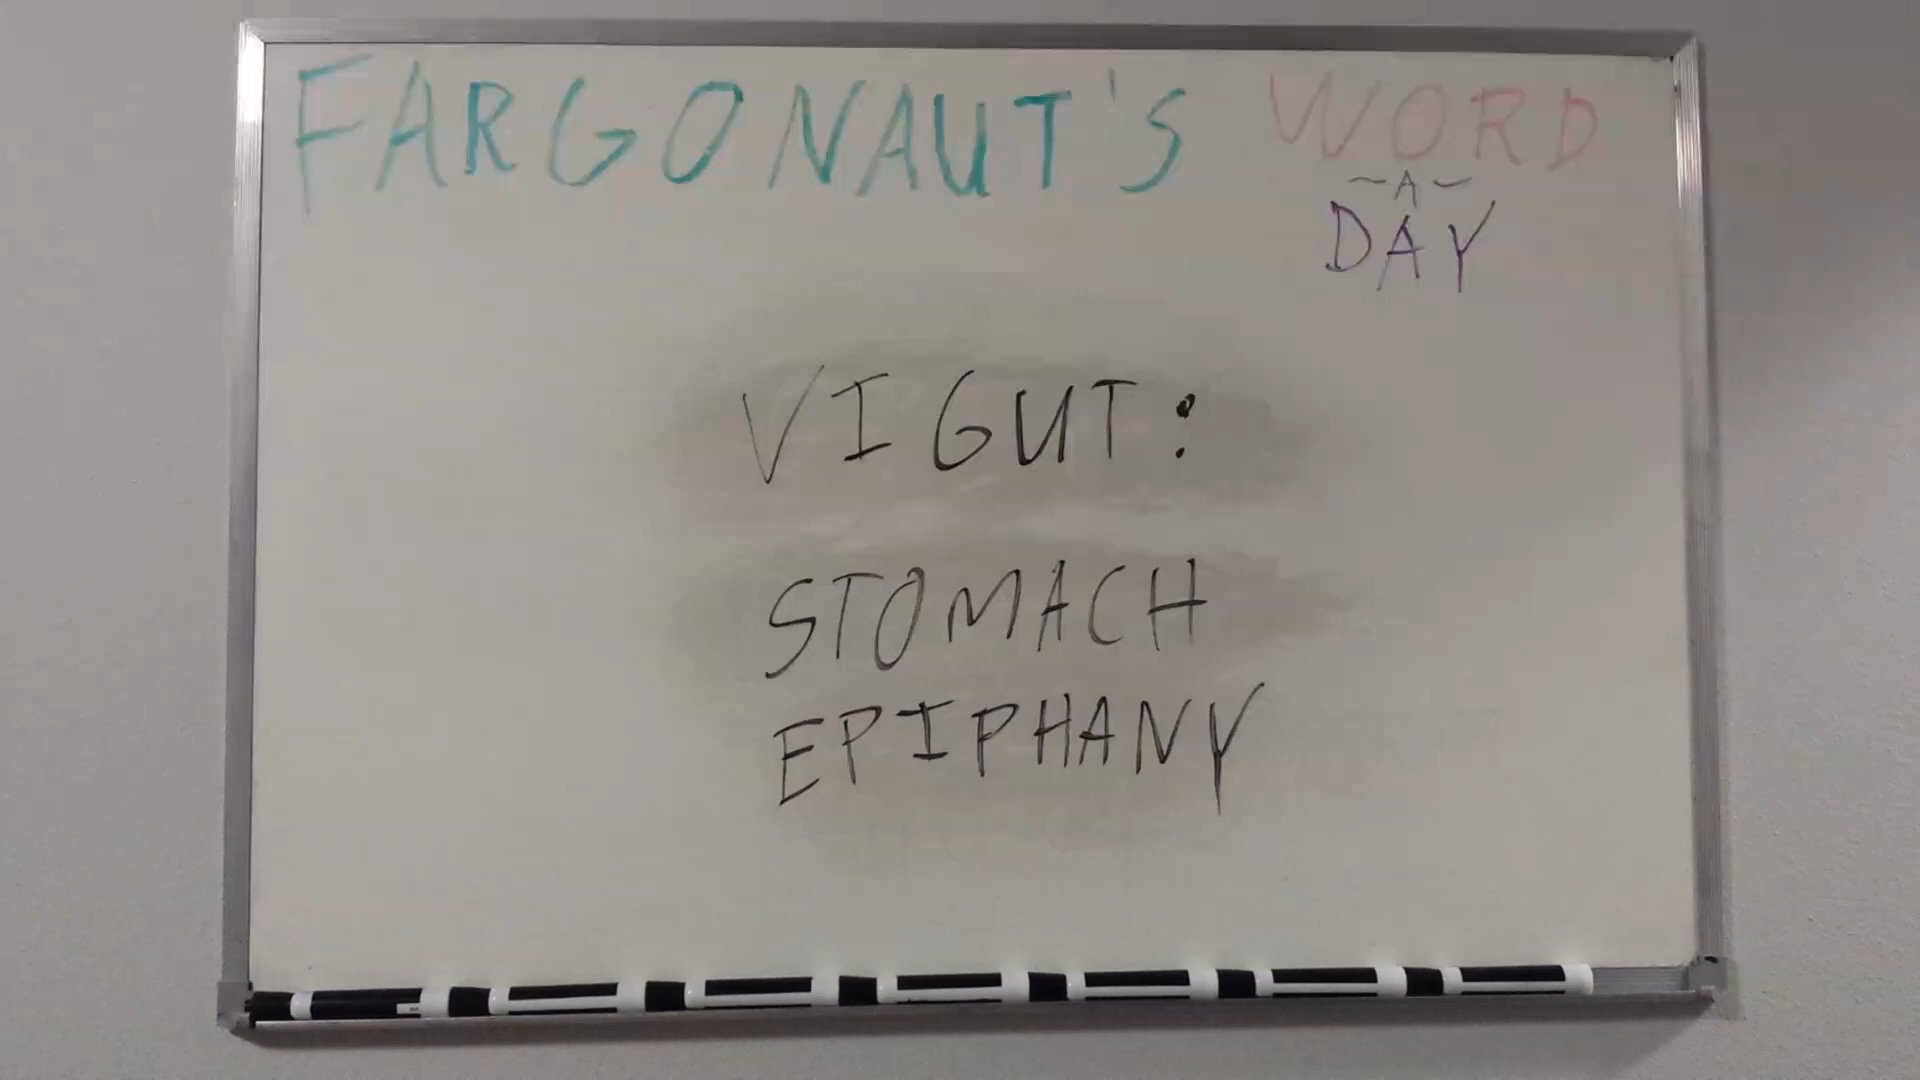 FARGONAUT'S WORD
~A~
DAY
VIGUT:
STOMACH
EPIPHANY